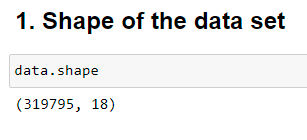 1. Shape of the data set
data.shape
(319795, 18)